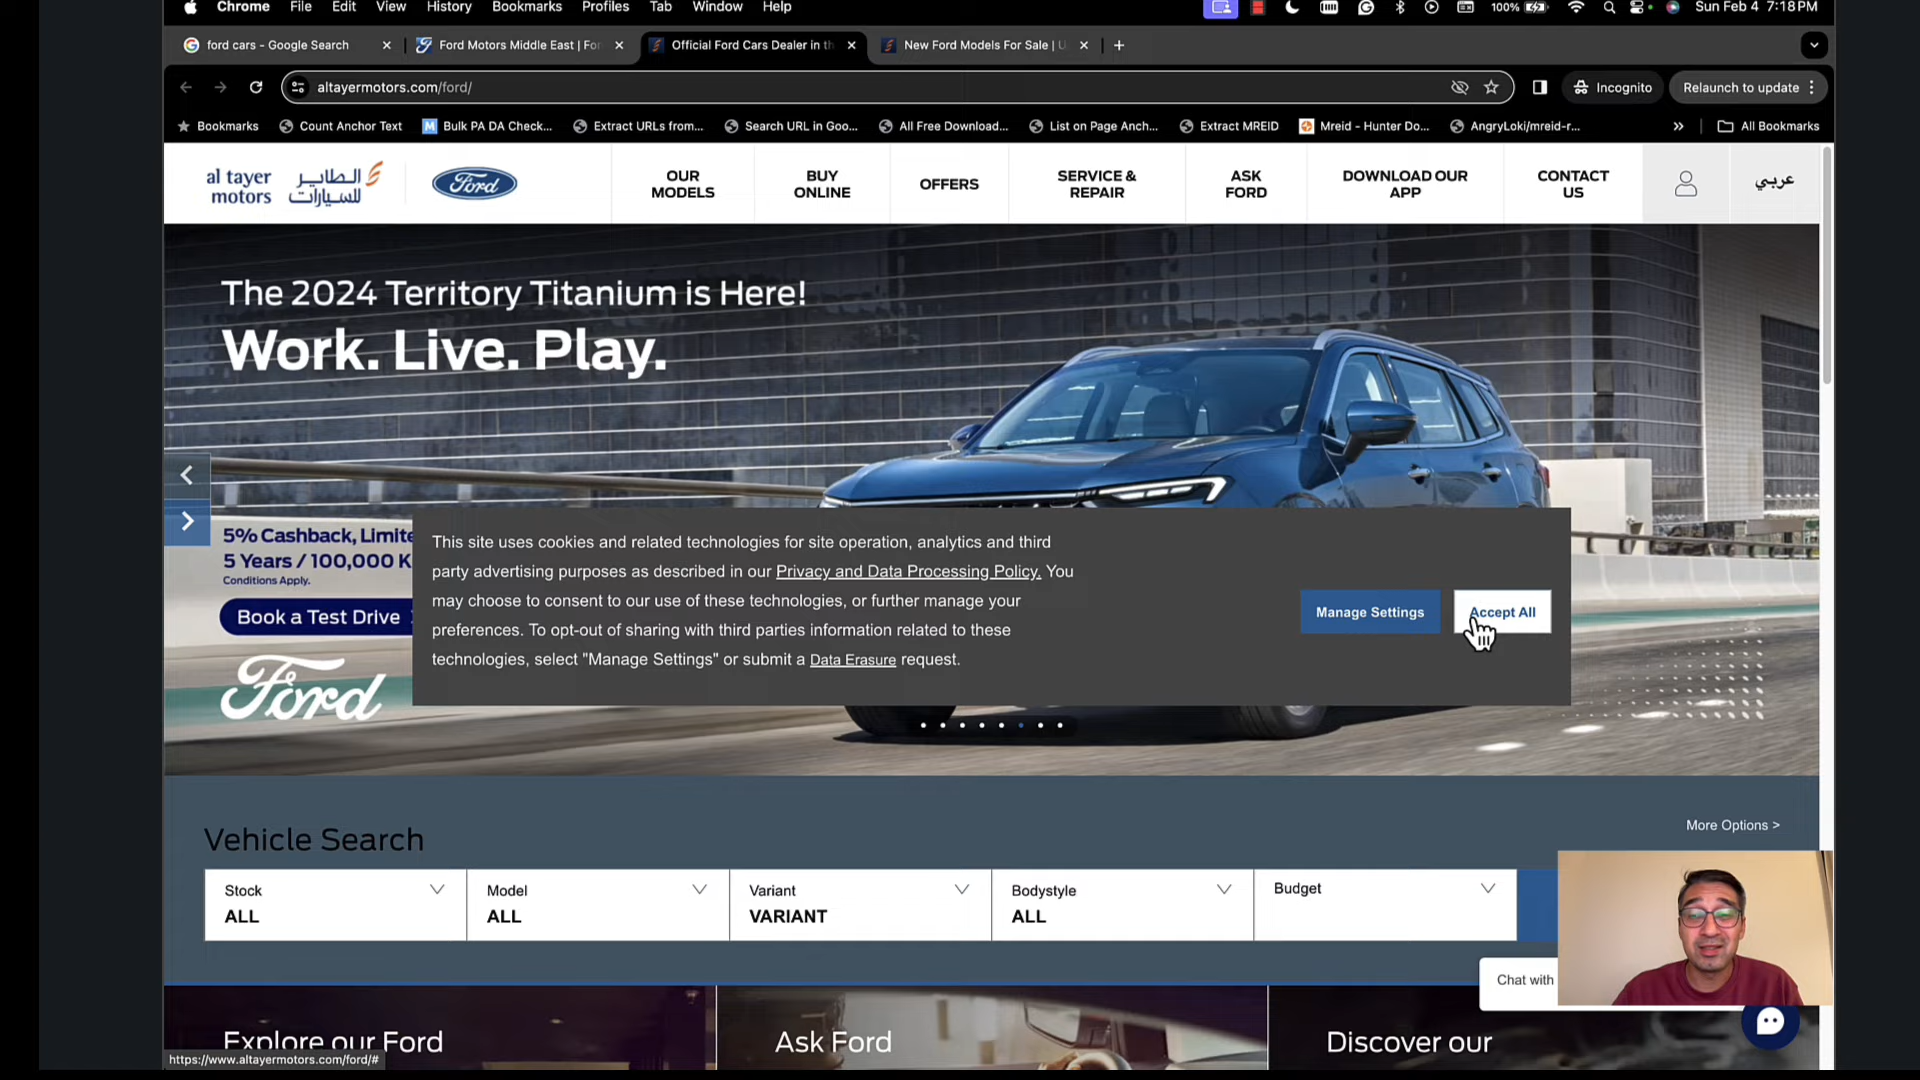 Chrome File Edit View History Bookmarks Profiles Tab Window Help 100% Sun Feb 4 7:18 PM
ford cars - Google Search Ford Motors Middle East | For Official Ford Cars Dealer in th New Ford Models For Sale | U
altayermotors.com/ford/ Incognito Relaunch to update
Bookmarks Count Anchor Text Bulk PA DA Check... Extract URLs from... Search URL in Goo... All Free Download... List on Page Anch... Extract MREID Mreid - Hunter Do... AngryLoki/mreid-r... » All Bookmarks
al tayer
motors
الطاير
للسيارات
Ford
OUR
MODELS
BUY
ONLINE
OFFERS
SERVICE &
REPAIR
ASK
FORD
DOWNLOAD OUR
APP
CONTACT
US
عربي
The 2024 Territory Titanium is Here!
Work. Live. Play.
5% Cashback, Limite
5 Years / 100,000 K
Conditions Apply.
Book a Test Drive
Ford
This site uses cookies and related technologies for site operation, analytics and third
party advertising purposes as described in our Privacy and Data Processing Policy. You
may choose to consent to our use of these technologies, or further manage your
preferences. To opt-out of sharing with third parties information related to these
technologies, select "Manage Settings" or submit a Data Erasure request.
Manage Settings
Accept All
Vehicle Search
More Options >
Stock
ALL
Model
ALL
Variant
VARIANT
Bodystyle
ALL
Budget
Chat with
Explore our Ford
Ask Ford
Discover our
https://www.altayermotors.com/ford/#